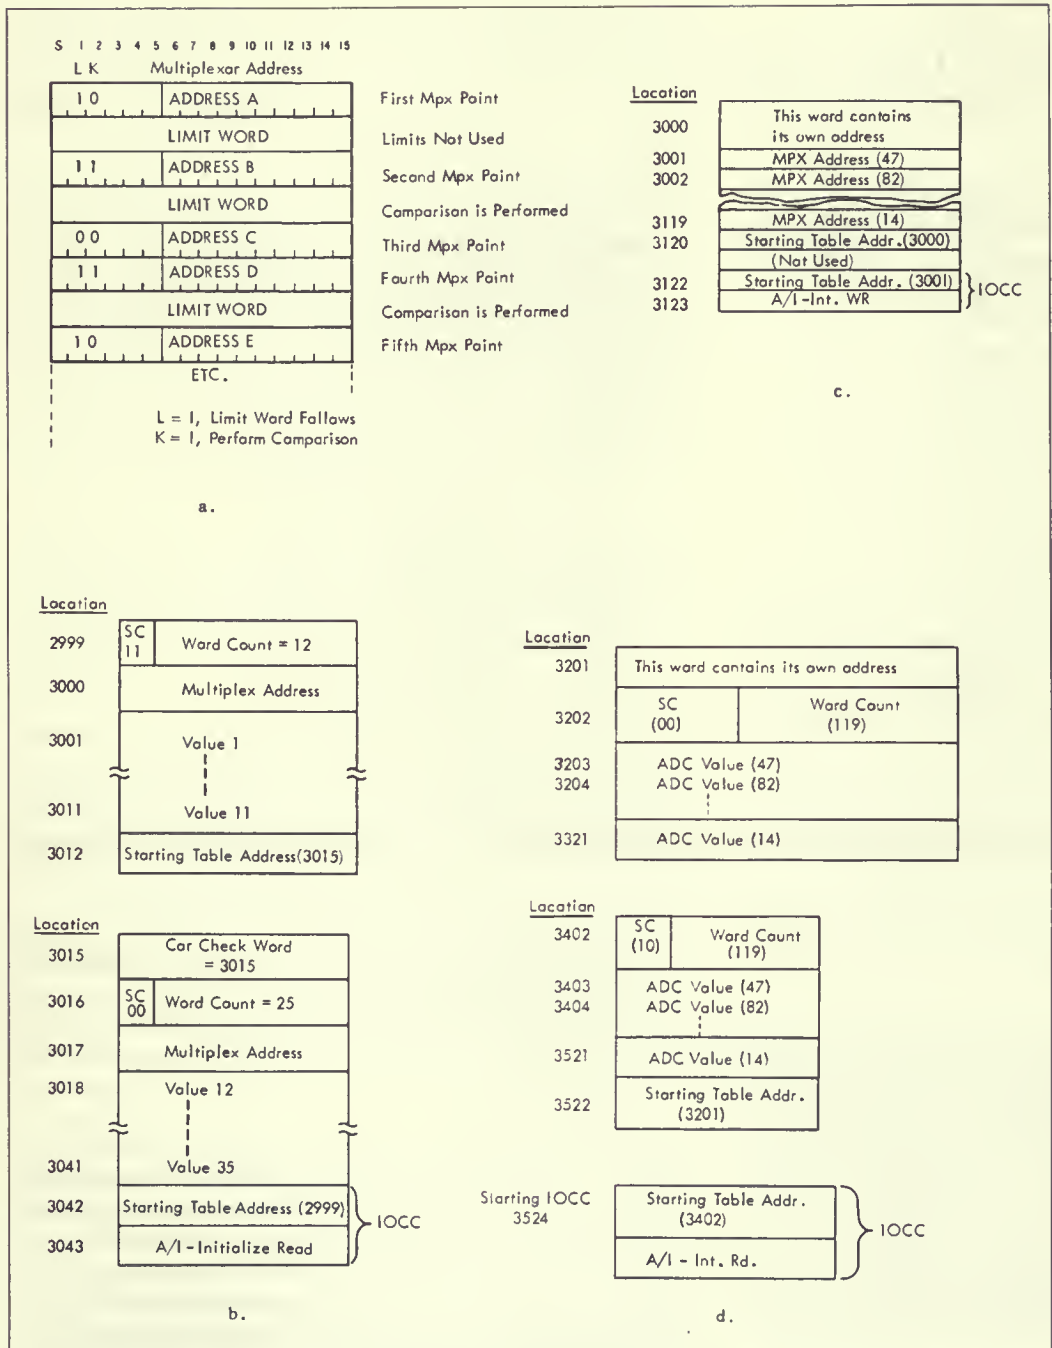 S 1 2 3 4 5 6 7 8 9 10 11 12 13 14 15
L K Multiplexor Address
1 0 ADDRESS A
First Mpx Point
LIMIT WORD
Limits Not Used
1 1 ADDRESS B
Second Mpx Point
LIMIT WORD
Comparison is Performed
0 0 ADDRESS C
Third Mpx Point
1 1 ADDRESS D
Fourth Mpx Point
LIMIT WORD
Comparison is Performed
1 0 ADDRESS E
Fifth Mpx Point
ETC.
L = 1, Limit Word Follows
K = 1, Perform Comparison
a.
Location
3000 This word contains
its own address
3001 MPX Address (47)
3002 MPX Address (82)
3119 MPX Address (14)
3120 Starting Table Addr.(3000)
(Not Used)
3122 Starting Table Addr. (3001)
3123 A/I-Int. WR
IOCC
c.
Location
2999 SC 11 Word Count = 12
3000 Multiplex Address
3001 Value 1
3011 Value 11
3012 Starting Table Address(3015)
Location
3015 Car Check Word
= 3015
3016 SC 00 Word Count = 25
3017 Multiplex Address
3018 Value 12
3041 Value 35
3042 Starting Table Address (2999)
3043 A/I-Initialize Read
IOCC
b.
Location
3201 This word contains its own address
3202 SC (00) Word Count (119)
3203 ADC Value (47)
3204 ADC Value (82)
3321 ADC Value (14)
Location
3402 SC (10) Word Count (119)
3403 ADC Value (47)
3404 ADC Value (82)
3521 ADC Value (14)
3522 Starting Table Addr.
(3201)
Starting IOCC
3524
Starting Table Addr.
(3402)
A/I - Int. Rd.
IOCC
d.